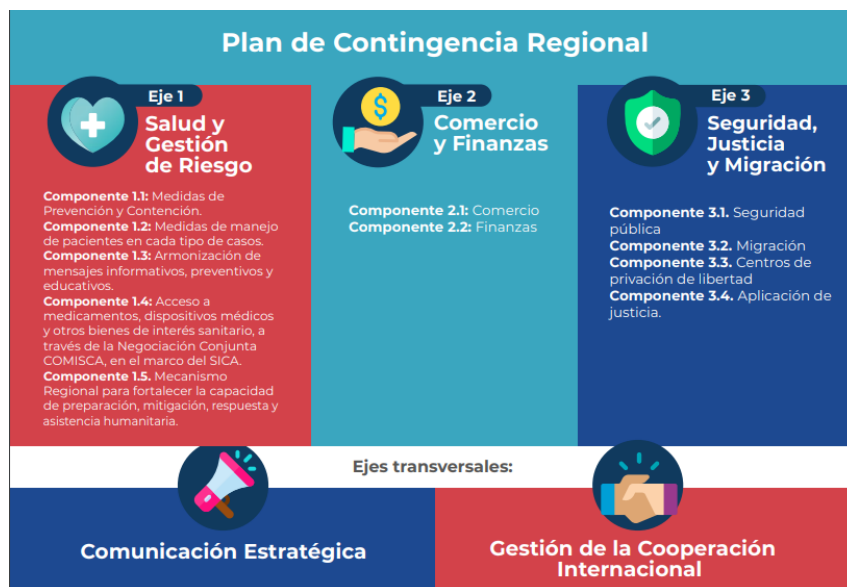 Plan de Contingencia Regional
Eje 1
Salud y
Gestión
de Riesgo
Componente 1.1: Medidas de
Prevención y Contención.
Componente 1.2: Medidas de manejo
de pacientes en cada tipo de casos.
Componente 1.3: Armonización de
mensajes informativos, preventivos y
educativos.
Componente 1.4: Acceso a
medicamentos, dispositivos médicos
y otros bienes de interés sanitario, a
través de la Negociación Conjunta
COMISCA, en el marco del SICA.
Componente 1.5. Mecanismo
Regional para fortalecer la capacidad
de preparación, mitigación, respuesta y
asistencia humanitaria.
Eje 2
$
Comercio
y Finanzas
Componente 2.1: Comercio
Componente 2.2: Finanzas
Eje 3
Seguridad,
Justicia
y Migración
Componente 3.1. Seguridad
pública
Componente 3.2. Migración
Componente 3.3. Centros de
privación de libertad
Componente 3.4. Aplicación de
justicia.
Ejes transversales:
Comunicación Estratégica
Gestión de la Cooperación
Internacional